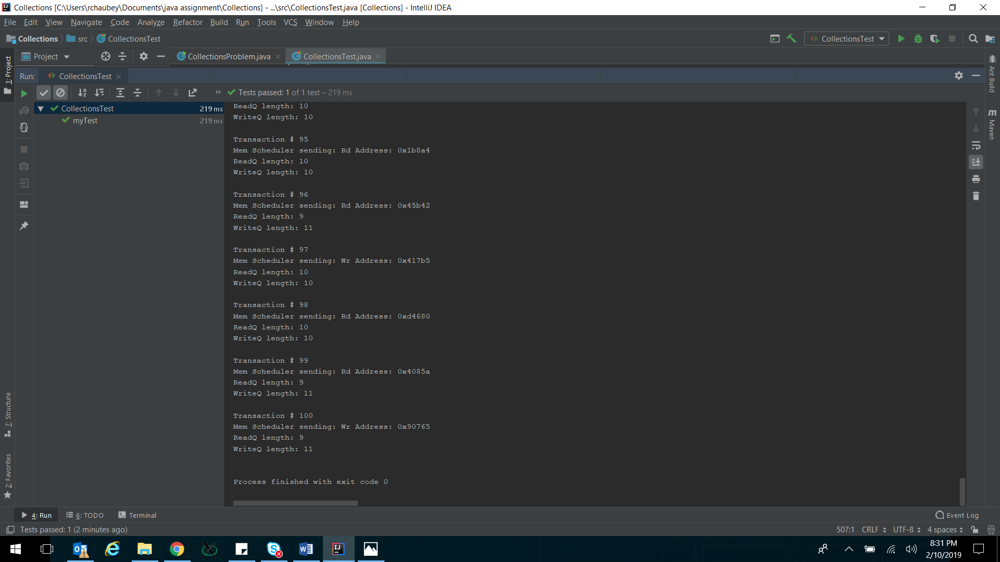 Collections [C:\Users\rchaubey\Documents\java assignment\Collections] - ...\src\CollectionsTest.java [Collections] - IntelliJ IDEA
File Edit View Navigate Code Analyze Refactor Build Run Tools VCS Window Help
Collections src CollectionsTest
CollectionsTest
Project
CollectionsProblem.java
CollectionsTest.java
1: Project
Ant Build
Maven
Run: CollectionsTest
Tests passed: 1 of 1 test – 219 ms
CollectionsTest 219 ms
myTest 219 ms
ReadQ length: 10
WriteQ length: 10
Transaction # 95
Mem Scheduler sending: Rd Address: 0x1b8a4
ReadQ length: 10
WriteQ length: 10
Transaction # 96
Mem Scheduler sending: Rd Address: 0x45b42
ReadQ length: 9
WriteQ length: 11
Transaction # 97
Mem Scheduler sending: Wr Address: 0x417b5
ReadQ length: 10
WriteQ length: 10
Transaction # 98
Mem Scheduler sending: Rd Address: 0xd4680
ReadQ length: 10
WriteQ length: 10
Transaction # 99
Mem Scheduler sending: Rd Address: 0x4085a
ReadQ length: 9
WriteQ length: 11
Transaction # 100
Mem Scheduler sending: Wr Address: 0x90765
ReadQ length: 9
WriteQ length: 11
Process finished with exit code 0
7: Structure
2: Favorites
4: Run 6: TODO Terminal Event Log
Tests passed: 1 (2 minutes ago) 507:1 CRLF UTF-8 4 spaces
8:31 PM
2/10/2019